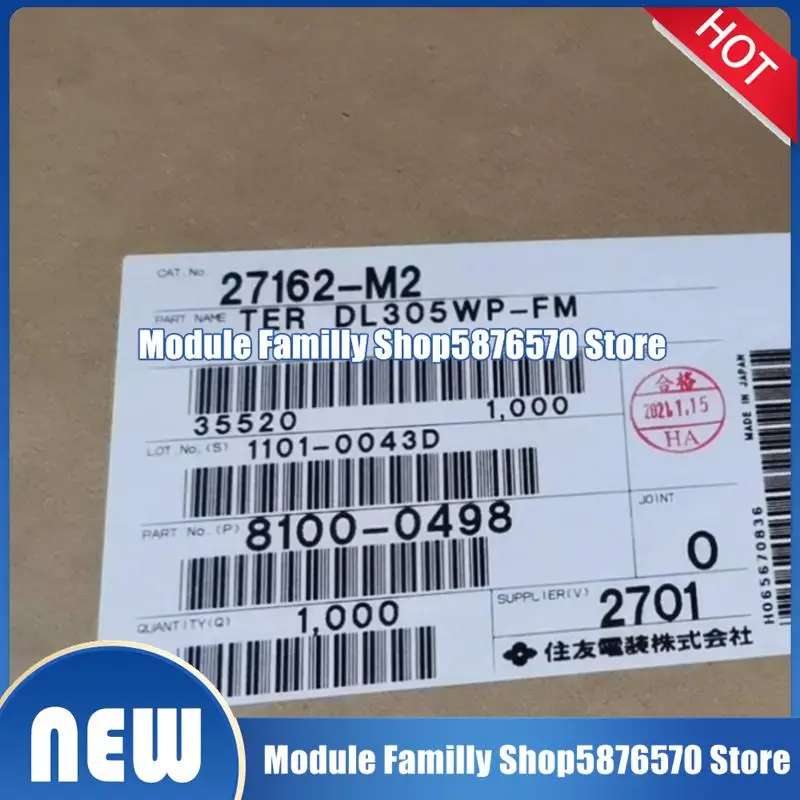 HOT
CAT.No. 27162-M2
PART NAME TER DL305WP-FM
Module Familly Shop5876570 Store
35520 1,000
合格
2021.1.15
HA
MADE IN JAPAN
LOT.No.(S) 1101-0043D
PART No.(P) 8100-0498
JOINT
0
H065670836
QUANTITY(Q) 1,000
SUPPLIER(V) 2701
住友電装株式会社
NEW
Module Familly Shop5876570 Store